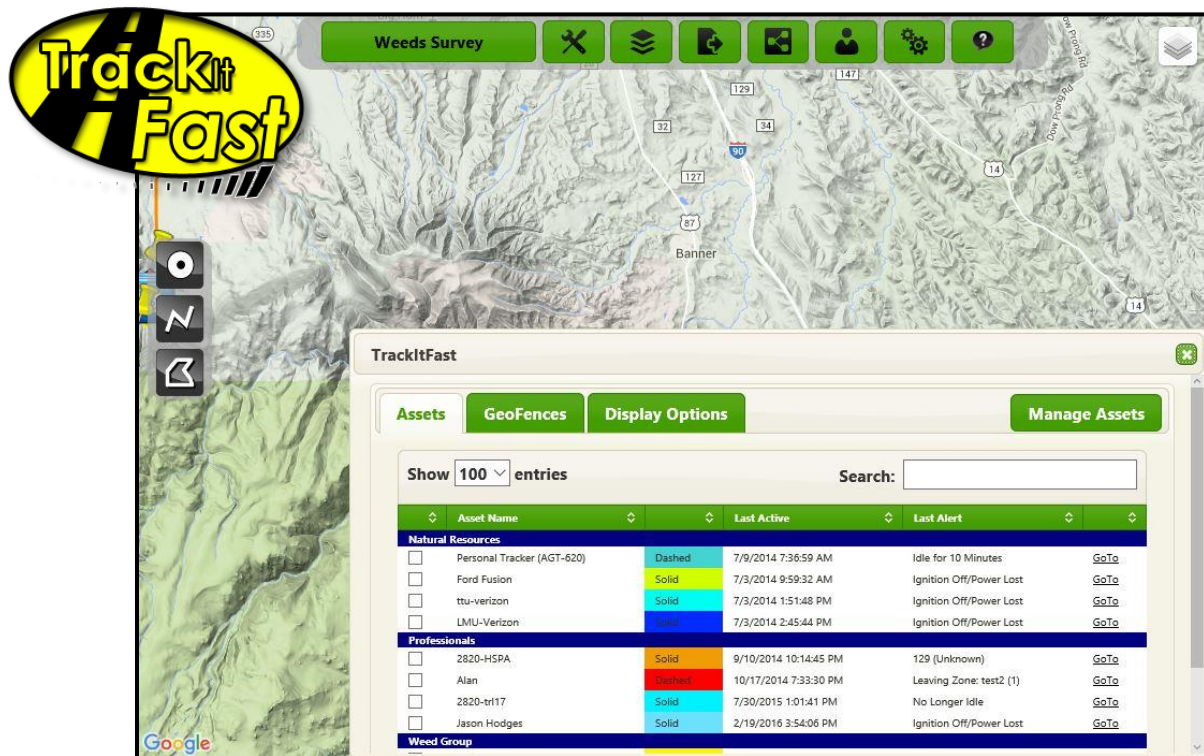 TrackIt
Fast
Weeds Survey
335
147
129
32
34
90
127
14
87
Banner
14
Dow Prong Rd
Dow Prong Rd
TrackItFast
Assets GeoFences Display Options Manage Assets
Show 100 entries Search:
Asset Name Last Active Last Alert
Natural Resources
Personal Tracker (AGT-620) Dashed 7/9/2014 7:36:59 AM Idle for 10 Minutes GoTo
Ford Fusion Solid 7/3/2014 9:59:32 AM Ignition Off/Power Lost GoTo
ttu-verizon Solid 7/3/2014 1:51:48 PM Ignition Off/Power Lost GoTo
LMU-Verizon Solid 7/3/2014 2:45:44 PM Ignition Off/Power Lost GoTo
Professionals
2820-HSPA Solid 9/10/2014 10:14:45 PM 129 (Unknown) GoTo
Alan Dashed 10/17/2014 7:33:30 PM Leaving Zone: test2 (1) GoTo
2820-trl17 Solid 7/30/2015 1:01:41 PM No Longer Idle GoTo
Jason Hodges Solid 2/19/2016 3:54:06 PM Ignition Off/Power Lost GoTo
Weed Group
Google